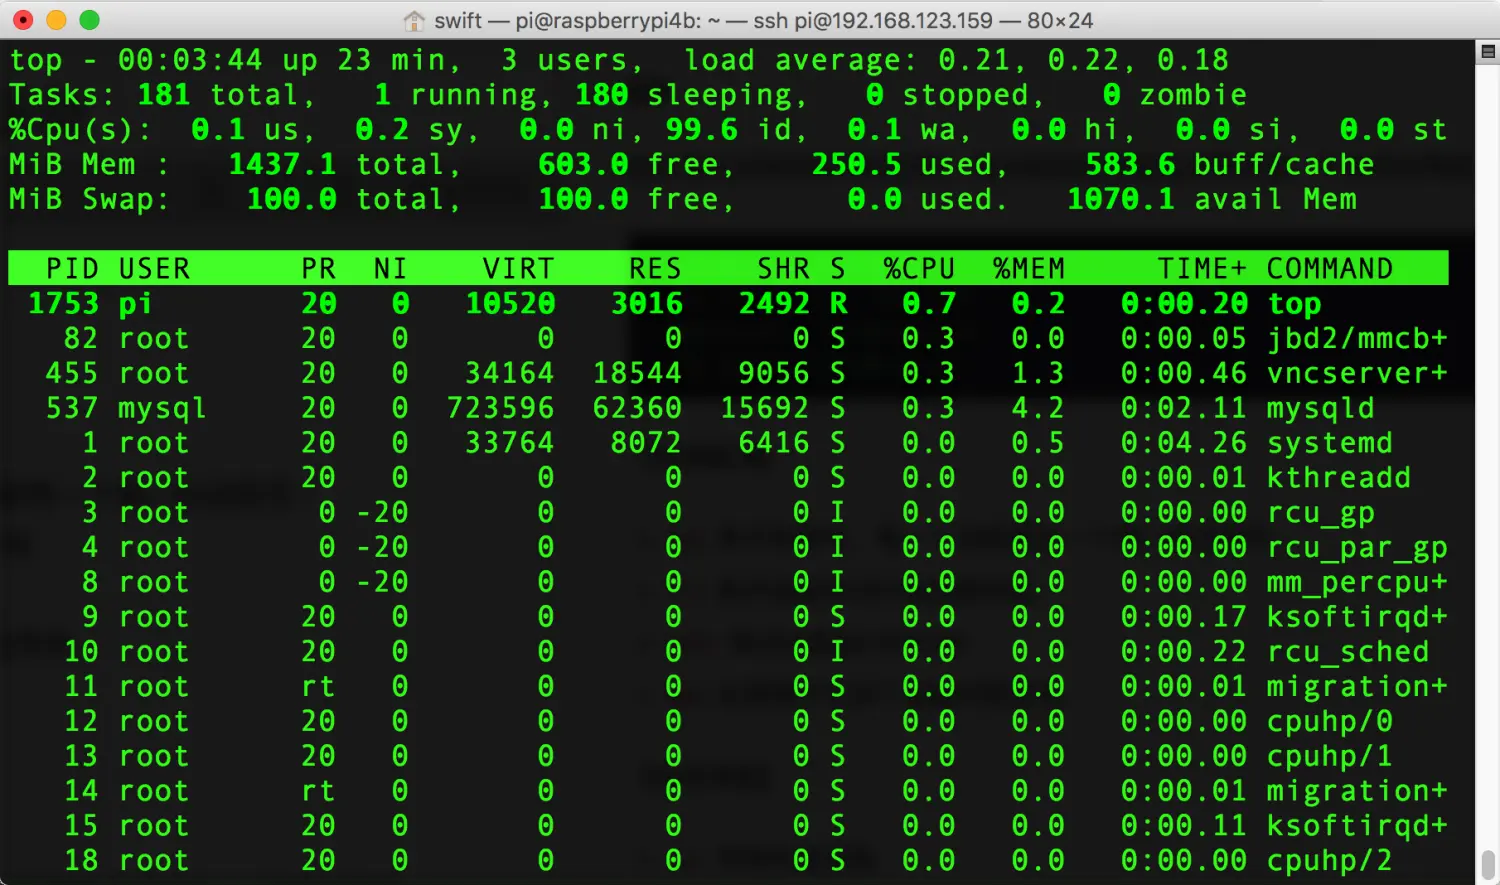 swift — pi@raspberrypi4b: ~ — ssh pi@192.168.123.159 — 80×24
top - 00:03:44 up 23 min,  3 users,  load average: 0.21, 0.22, 0.18
Tasks: 181 total,   1 running, 180 sleeping,   0 stopped,   0 zombie
%Cpu(s):  0.1 us,  0.2 sy,  0.0 ni, 99.6 id,  0.1 wa,  0.0 hi,  0.0 si,  0.0 st
MiB Mem :   1437.1 total,    603.0 free,    250.5 used,    583.6 buff/cache
MiB Swap:    100.0 total,    100.0 free,      0.0 used.   1070.1 avail Mem
PID USER      PR  NI    VIRT    RES    SHR S  %CPU  %MEM     TIME+ COMMAND
1753 pi        20   0   10520   3016   2492 R   0.7   0.2   0:00.20 top
82 root      20   0       0      0      0 S   0.3   0.0   0:00.05 jbd2/mmcb+
455 root      20   0   34164  18544   9056 S   0.3   1.3   0:00.46 vncserver+
537 mysql     20   0  723596  62360  15692 S   0.3   4.2   0:02.11 mysqld
1 root      20   0   33764   8072   6416 S   0.0   0.5   0:04.26 systemd
2 root      20   0       0      0      0 S   0.0   0.0   0:00.01 kthreadd
3 root       0 -20       0      0      0 I   0.0   0.0   0:00.00 rcu_gp
4 root       0 -20       0      0      0 I   0.0   0.0   0:00.00 rcu_par_gp
8 root       0 -20       0      0      0 I   0.0   0.0   0:00.00 mm_percpu+
9 root      20   0       0      0      0 S   0.0   0.0   0:00.17 ksoftirqd+
10 root      20   0       0      0      0 I   0.0   0.0   0:00.22 rcu_sched
11 root      rt   0       0      0      0 S   0.0   0.0   0:00.01 migration+
12 root      20   0       0      0      0 S   0.0   0.0   0:00.00 cpuhp/0
13 root      20   0       0      0      0 S   0.0   0.0   0:00.00 cpuhp/1
14 root      rt   0       0      0      0 S   0.0   0.0   0:00.01 migration+
15 root      20   0       0      0      0 S   0.0   0.0   0:00.11 ksoftirqd+
18 root      20   0       0      0      0 S   0.0   0.0   0:00.00 cpuhp/2